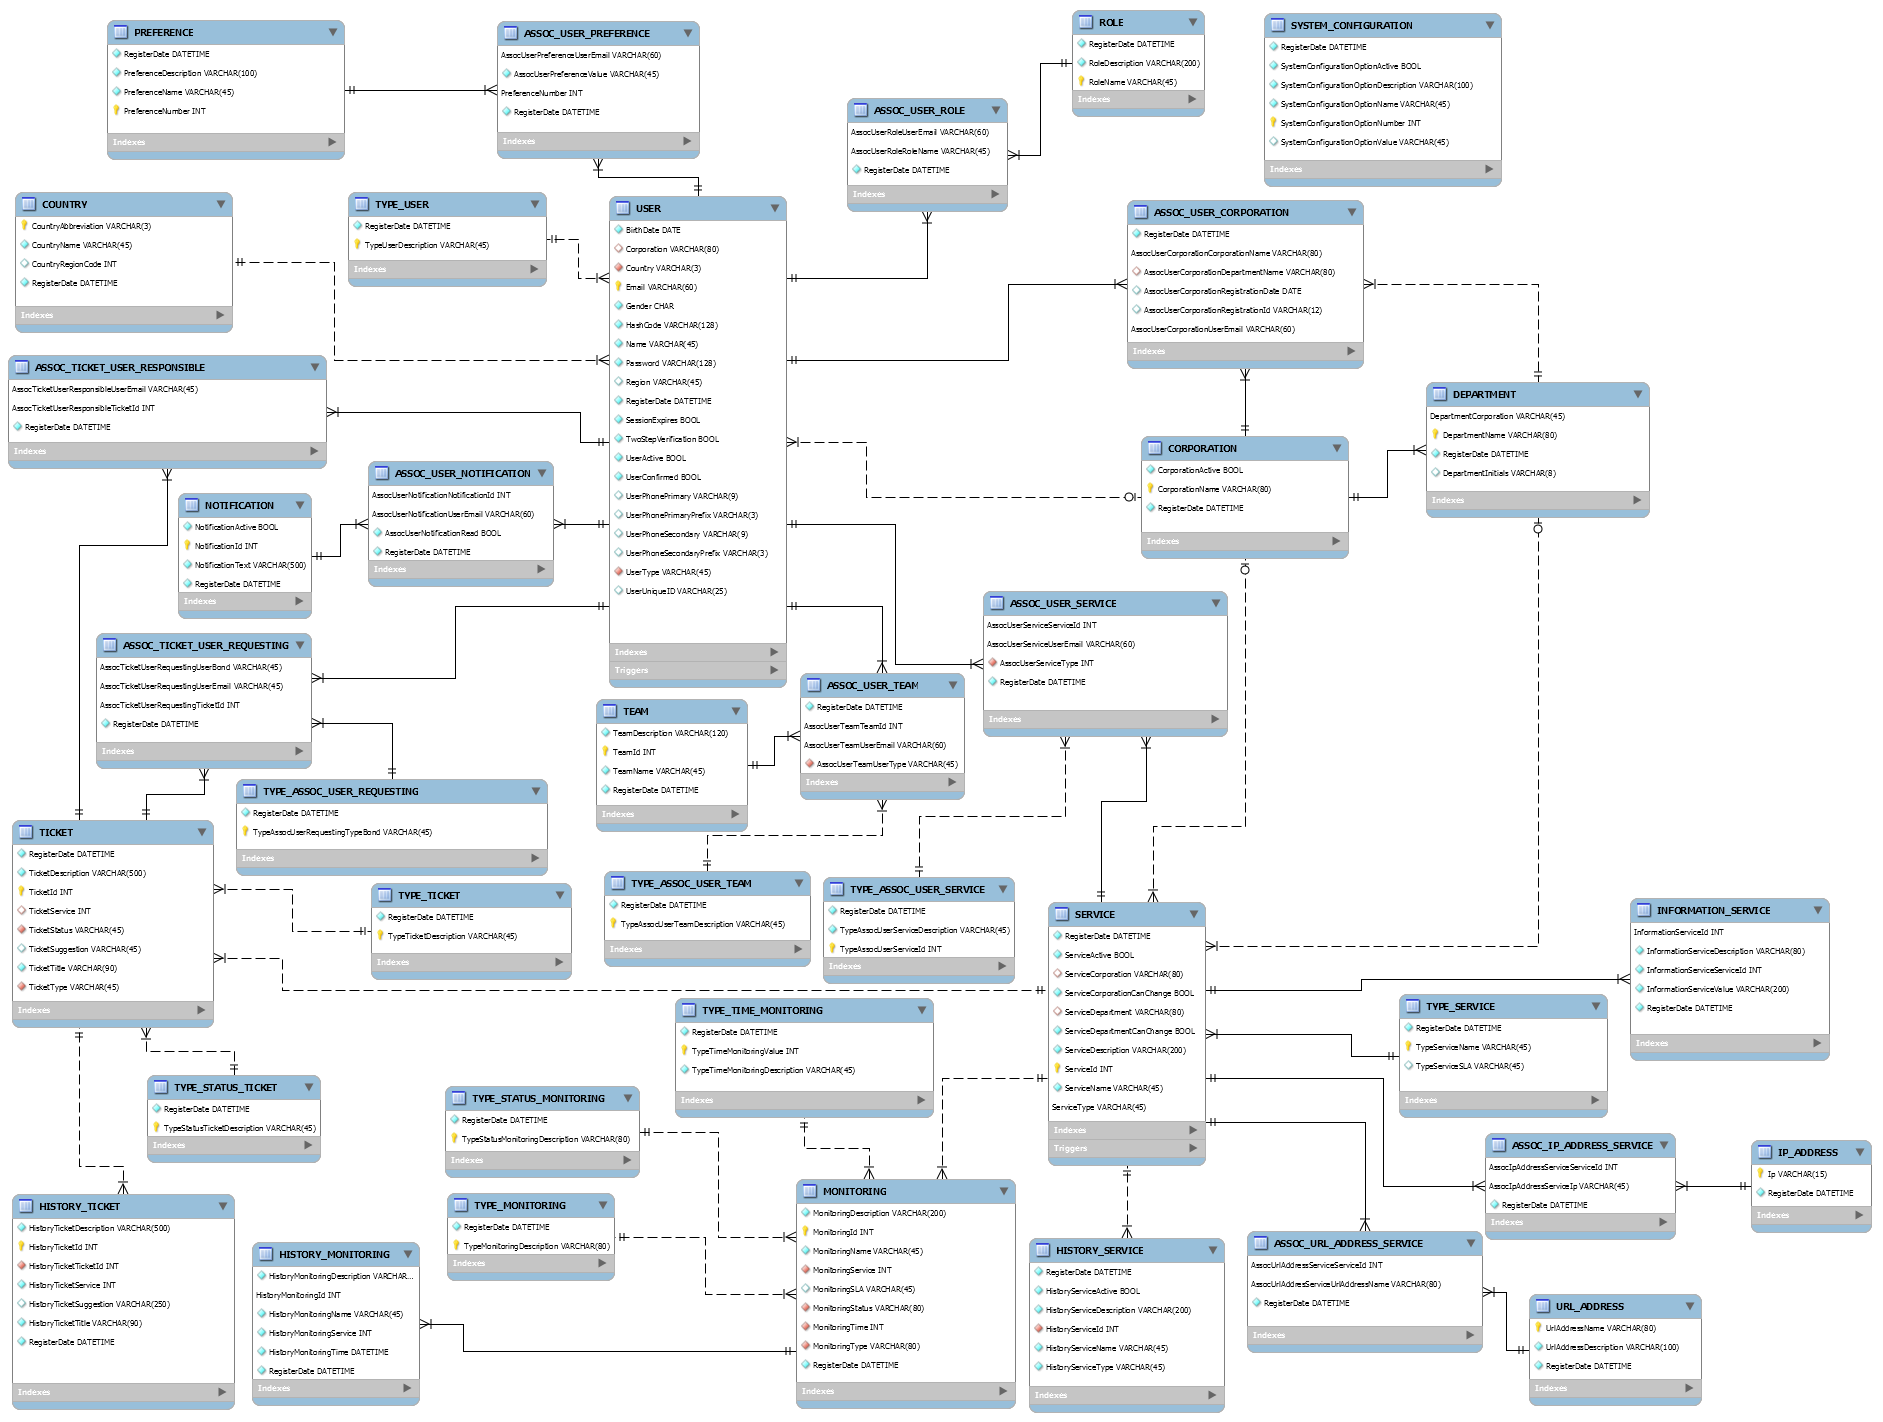 PREFERENCE
RegisterDate DATETIME
PreferenceDescription VARCHAR(100)
PreferenceName VARCHAR(45)
PreferenceNumber INT
Indexes
ASSOC_USER_PREFERENCE
AssocUserPreferenceUserEmail VARCHAR(60)
AssocUserPreferenceValue VARCHAR(45)
PreferenceNumber INT
RegisterDate DATETIME
Indexes
ROLE
RegisterDate DATETIME
RoleDescription VARCHAR(200)
RoleName VARCHAR(45)
Indexes
SYSTEM_CONFIGURATION
RegisterDate DATETIME
SystemConfigurationOptionActive BOOL
SystemConfigurationOptionDescription VARCHAR(100)
SystemConfigurationOptionName VARCHAR(45)
SystemConfigurationOptionNumber INT
SystemConfigurationOptionValue VARCHAR(45)
Indexes
ASSOC_USER_ROLE
AssocUserRoleUserEmail VARCHAR(60)
AssocUserRoleRoleName VARCHAR(45)
RegisterDate DATETIME
Indexes
COUNTRY
CountryAbbreviation VARCHAR(3)
CountryName VARCHAR(45)
CountryRegionCode INT
RegisterDate DATETIME
Indexes
TYPE_USER
RegisterDate DATETIME
TypeUserDescription VARCHAR(45)
Indexes
USER
BirthDate DATE
Corporation VARCHAR(80)
Country VARCHAR(3)
Email VARCHAR(60)
Gender CHAR
HashCode VARCHAR(128)
Name VARCHAR(45)
Password VARCHAR(128)
Region VARCHAR(45)
RegisterDate DATETIME
SessionExpires BOOL
TwoStepVerification BOOL
UserActive BOOL
UserConfirmed BOOL
UserPhonePrimary VARCHAR(9)
UserPhonePrimaryPrefix VARCHAR(3)
UserPhoneSecondary VARCHAR(9)
UserPhoneSecondaryPrefix VARCHAR(3)
UserType VARCHAR(45)
UserUniqueID VARCHAR(25)
Indexes
Triggers
ASSOC_USER_CORPORATION
RegisterDate DATETIME
AssocUserCorporationCorporationName VARCHAR(80)
AssocUserCorporationDepartmentName VARCHAR(80)
AssocUserCorporationRegistrationDate DATE
AssocUserCorporationRegistrationId VARCHAR(12)
AssocUserCorporationUserEmail VARCHAR(60)
Indexes
ASSOC_TICKET_USER_RESPONSIBLE
AssocTicketUserResponsibleUserEmail VARCHAR(45)
AssocTicketUserResponsibleTicketId INT
RegisterDate DATETIME
Indexes
DEPARTMENT
DepartmentCorporation VARCHAR(45)
DepartmentName VARCHAR(80)
RegisterDate DATETIME
DepartmentInitials VARCHAR(8)
Indexes
CORPORATION
CorporationActive BOOL
CorporationName VARCHAR(80)
RegisterDate DATETIME
Indexes
ASSOC_USER_NOTIFICATION
AssocUserNotificationNotificationId INT
AssocUserNotificationUserEmail VARCHAR(60)
AssocUserNotificationRead BOOL
RegisterDate DATETIME
Indexes
NOTIFICATION
NotificationActive BOOL
NotificationId INT
NotificationText VARCHAR(500)
RegisterDate DATETIME
Indexes
ASSOC_USER_SERVICE
AssocUserServiceServiceId INT
AssocUserServiceUserEmail VARCHAR(60)
AssocUserServiceType INT
RegisterDate DATETIME
Indexes
ASSOC_TICKET_USER_REQUESTING
AssocTicketUserRequestingUserBond VARCHAR(45)
AssocTicketUserRequestingUserEmail VARCHAR(45)
AssocTicketUserRequestingTicketId INT
RegisterDate DATETIME
Indexes
ASSOC_USER_TEAM
RegisterDate DATETIME
AssocUserTeamTeamId INT
AssocUserTeamUserEmail VARCHAR(60)
AssocUserTeamUserType VARCHAR(45)
Indexes
TEAM
TeamDescription VARCHAR(120)
TeamId INT
TeamName VARCHAR(45)
RegisterDate DATETIME
Indexes
TYPE_ASSOC_USER_REQUESTING
RegisterDate DATETIME
TypeAssocUserRequestingTypeBond VARCHAR(45)
Indexes
TICKET
RegisterDate DATETIME
TicketDescription VARCHAR(500)
TicketId INT
TicketService INT
TicketStatus VARCHAR(45)
TicketSuggestion VARCHAR(45)
TicketTitle VARCHAR(90)
TicketType VARCHAR(45)
Indexes
TYPE_TICKET
RegisterDate DATETIME
TypeTicketDescription VARCHAR(45)
Indexes
TYPE_ASSOC_USER_TEAM
RegisterDate DATETIME
TypeAssocUserTeamDescription VARCHAR(45)
Indexes
TYPE_ASSOC_USER_SERVICE
RegisterDate DATETIME
TypeAssocUserServiceDescription VARCHAR(45)
TypeAssocUserServiceId INT
Indexes
SERVICE
RegisterDate DATETIME
ServiceActive BOOL
ServiceCorporation VARCHAR(80)
ServiceCorporationCanChange BOOL
ServiceDepartment VARCHAR(80)
ServiceDepartmentCanChange BOOL
ServiceDescription VARCHAR(200)
ServiceId INT
ServiceName VARCHAR(45)
ServiceType VARCHAR(45)
Indexes
Triggers
INFORMATION_SERVICE
InformationServiceId INT
InformationServiceDescription VARCHAR(80)
InformationServiceServiceId INT
InformationServiceValue VARCHAR(200)
RegisterDate DATETIME
Indexes
TYPE_SERVICE
RegisterDate DATETIME
TypeServiceName VARCHAR(45)
TypeServiceSLA VARCHAR(45)
Indexes
TYPE_TIME_MONITORING
RegisterDate DATETIME
TypeTimeMonitoringValue INT
TypeTimeMonitoringDescription VARCHAR(45)
Indexes
TYPE_STATUS_TICKET
RegisterDate DATETIME
TypeStatusTicketDescription VARCHAR(45)
Indexes
TYPE_STATUS_MONITORING
RegisterDate DATETIME
TypeStatusMonitoringDescription VARCHAR(80)
Indexes
ASSOC_IP_ADDRESS_SERVICE
AssocIpAddressServiceServiceId INT
AssocIpAddressServiceIp VARCHAR(45)
RegisterDate DATETIME
Indexes
IP_ADDRESS
Ip VARCHAR(15)
RegisterDate DATETIME
Indexes
TYPE_MONITORING
RegisterDate DATETIME
TypeMonitoringDescription VARCHAR(80)
Indexes
MONITORING
MonitoringDescription VARCHAR(200)
MonitoringId INT
MonitoringName VARCHAR(45)
MonitoringService INT
MonitoringSLA VARCHAR(45)
MonitoringStatus VARCHAR(80)
MonitoringTime INT
MonitoringType VARCHAR(80)
RegisterDate DATETIME
Indexes
HISTORY_TICKET
HistoryTicketDescription VARCHAR(500)
HistoryTicketId INT
HistoryTicketTicketId INT
HistoryTicketService INT
HistoryTicketSuggestion VARCHAR(250)
HistoryTicketTitle VARCHAR(90)
RegisterDate DATETIME
Indexes
HISTORY_MONITORING
HistoryMonitoringDescription VARCHAR...
HistoryMonitoringId INT
HistoryMonitoringName VARCHAR(45)
HistoryMonitoringService INT
HistoryMonitoringTime DATETIME
RegisterDate DATETIME
Indexes
HISTORY_SERVICE
RegisterDate DATETIME
HistoryServiceActive BOOL
HistoryServiceDescription VARCHAR(200)
HistoryServiceId INT
HistoryServiceName VARCHAR(45)
HistoryServiceType VARCHAR(45)
Indexes
ASSOC_URL_ADDRESS_SERVICE
AssocUrlAddressServiceServiceId INT
AssocUrlAddresServiceUrlAddressName VARCHAR(80)
RegisterDate DATETIME
Indexes
URL_ADDRESS
UrlAddressName VARCHAR(80)
UrlAddressDescription VARCHAR(100)
RegisterDate DATETIME
Indexes